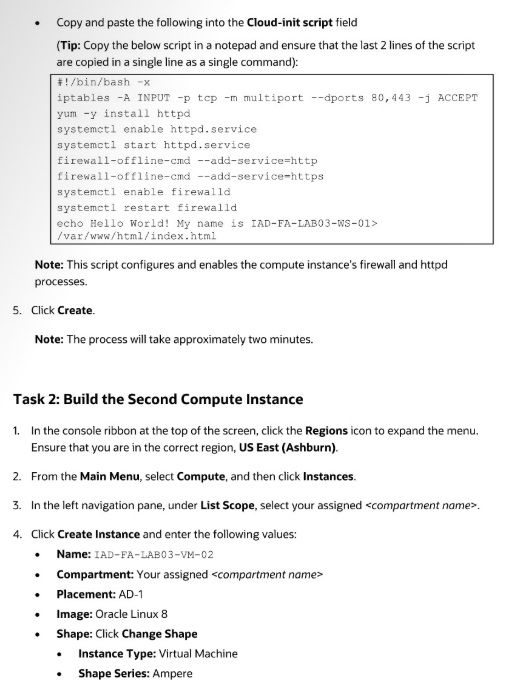 • Copy and paste the following into the Cloud-init script field
(Tip: Copy the below script in a notepad and ensure that the last 2 lines of the script
are copied in a single line as a single command):
#!/bin/bash -x
iptables -A INPUT -p tcp -m multiport --dports 80,443 -j ACCEPT
yum -y install httpd
systemctl enable httpd.service
systemctl start httpd.service
firewall-offline-cmd --add-service=http
firewall-offline-cmd --add-service=https
systemctl enable firewalld
systemctl restart firewalld
echo Hello World! My name is IAD-FA-LAB03-WS-01>
/var/www/html/index.html
Note: This script configures and enables the compute instance's firewall and httpd
processes.
5. Click Create.
Note: The process will take approximately two minutes.
Task 2: Build the Second Compute Instance
1. In the console ribbon at the top of the screen, click the Regions icon to expand the menu.
Ensure that you are in the correct region, US East (Ashburn).
2. From the Main Menu, select Compute, and then click Instances.
3. In the left navigation pane, under List Scope, select your assigned <compartment name>.
4. Click Create Instance and enter the following values:
• Name: IAD-FA-LAB03-VM-02
• Compartment: Your assigned <compartment name>
• Placement: AD-1
• Image: Oracle Linux 8
• Shape: Click Change Shape
• Instance Type: Virtual Machine
• Shape Series: Ampere